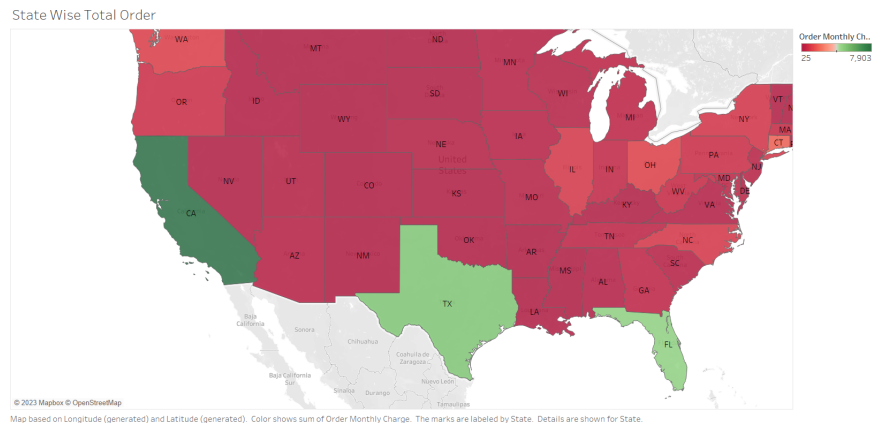 State Wise Total Order
Order Monthly Ch..
25 7,903
WA
MT
ND
MN
OR
ID
WY
SD
WI
MI
VT
N
NY
MA
CT
NV
UT
CO
NE
United
States
IA
IL
IN
OH
PA
NJ
CA
KS
MO
KY
WV
MD
DE
VA
AZ
NM
OK
AR
TN
NC
SC
TX
LA
MS
AL
GA
FL
Baja
California
Sonora
Chihuahua
Coahuila de
Zaragoza...
Baja California
Sur
Sinaloa
Durango
Nuevo León
Tamaulipas
© 2023 Mapbox © OpenStreetMap
Map based on Longitude (generated) and Latitude (generated). Color shows sum of Order Monthly Charge. The marks are labeled by State. Details are shown for State.